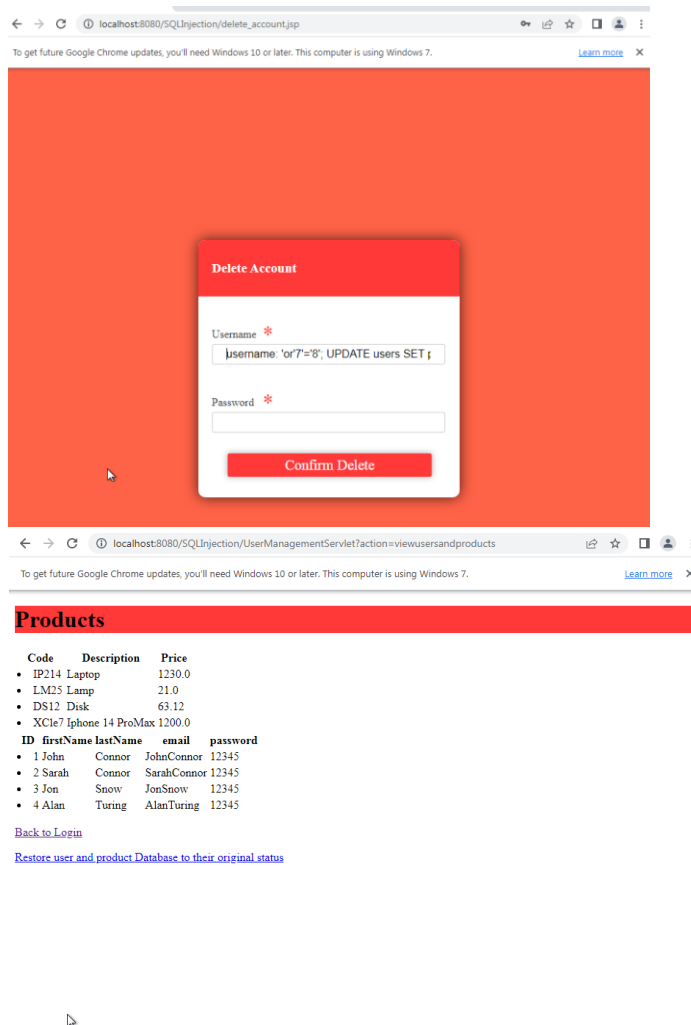 localhost:8080/SQLInjection/delete_account.jsp
To get future Google Chrome updates, you'll need Windows 10 or later. This computer is using Windows 7. Learn more
Delete Account
Username *
username: 'or'7'='8'; UPDATE users SET p
Password *
Confirm Delete
localhost:8080/SQLInjection/UserManagementServlet?action=viewusersandproducts
To get future Google Chrome updates, you'll need Windows 10 or later. This computer is using Windows 7. Learn more
Products
Code Description Price
• IP214 Laptop 1230.0
• LM25 Lamp 21.0
• DS12 Disk 63.12
• XCle7 Iphone 14 ProMax 1200.0
ID firstName lastName email password
• 1 John Connor JohnConnor 12345
• 2 Sarah Connor SarahConnor 12345
• 3 Jon Snow JonSnow 12345
• 4 Alan Turing AlanTuring 12345
Back to Login
Restore user and product Database to their original status